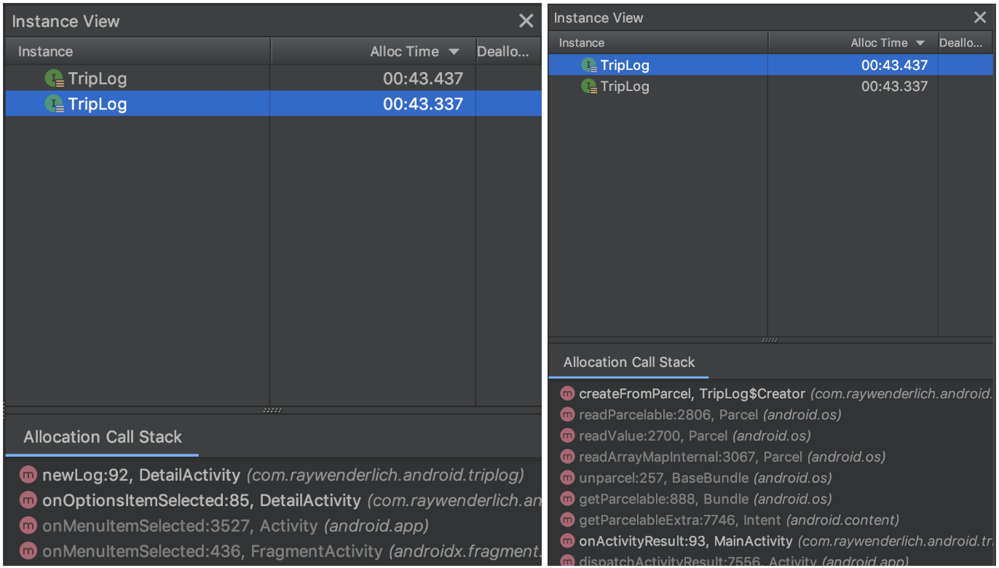 Instance View
Instance Alloc Time Deallo...
TripLog 00:43.437
TripLog 00:43.337
Allocation Call Stack
newLog:92, DetailActivity (com.raywenderlich.android.triplog)
onOptionsItemSelected:85, DetailActivity (com.raywenderlich.an
onMenuItemSelected:3527, Activity (android.app)
onMenuItemSelected:436, FragmentActivity (androidx.fragment.
Instance View
Instance Alloc Time Deallo...
TripLog 00:43.437
TripLog 00:43.337
Allocation Call Stack
createFromParcel, TripLog$Creator (com.raywenderlich.android.
readParcelable:2806, Parcel (android.os)
readValue:2700, Parcel (android.os)
readArrayMapInternal:3067, Parcel (android.os)
unparcel:257, BaseBundle (android.os)
getParcelable:888, Bundle (android.os)
getParcelableExtra:7746, Intent (android.content)
onActivityResult:93, MainActivity (com.raywenderlich.android.tr
dispatchActivityResult:7556, Activity (android.app)